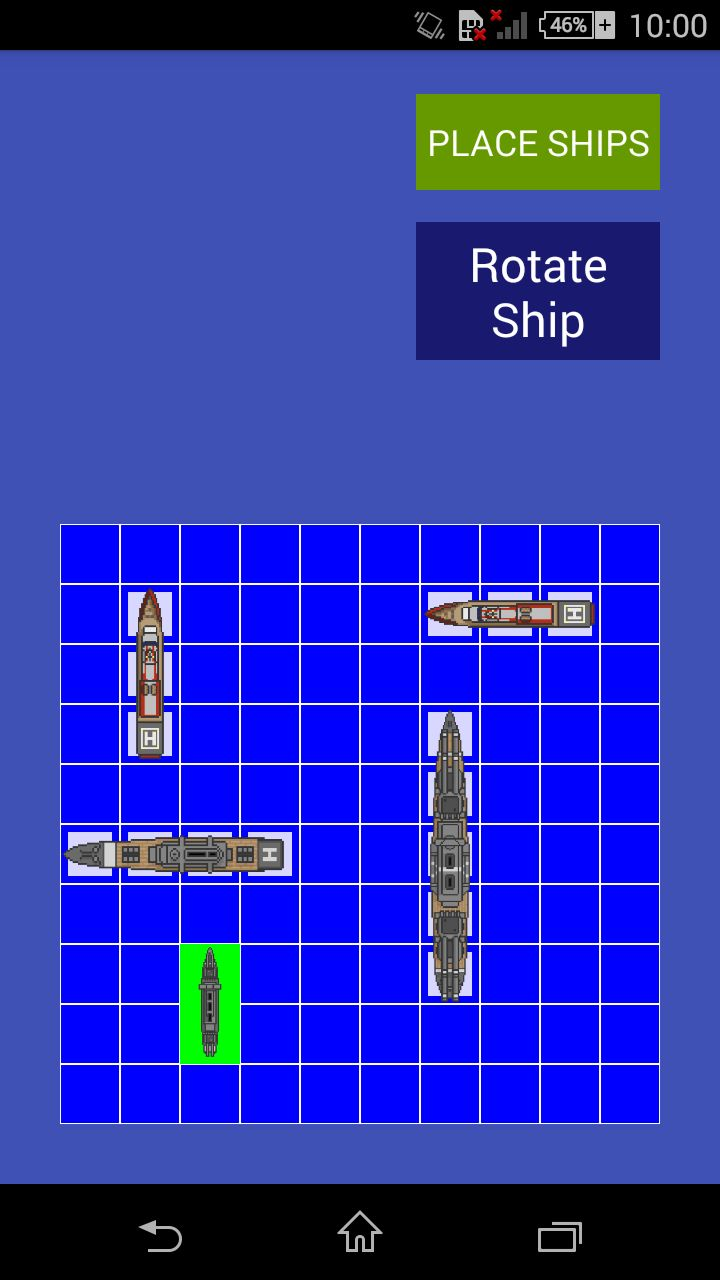 46% 10:00
PLACE SHIPS
Rotate
Ship
H
H
H